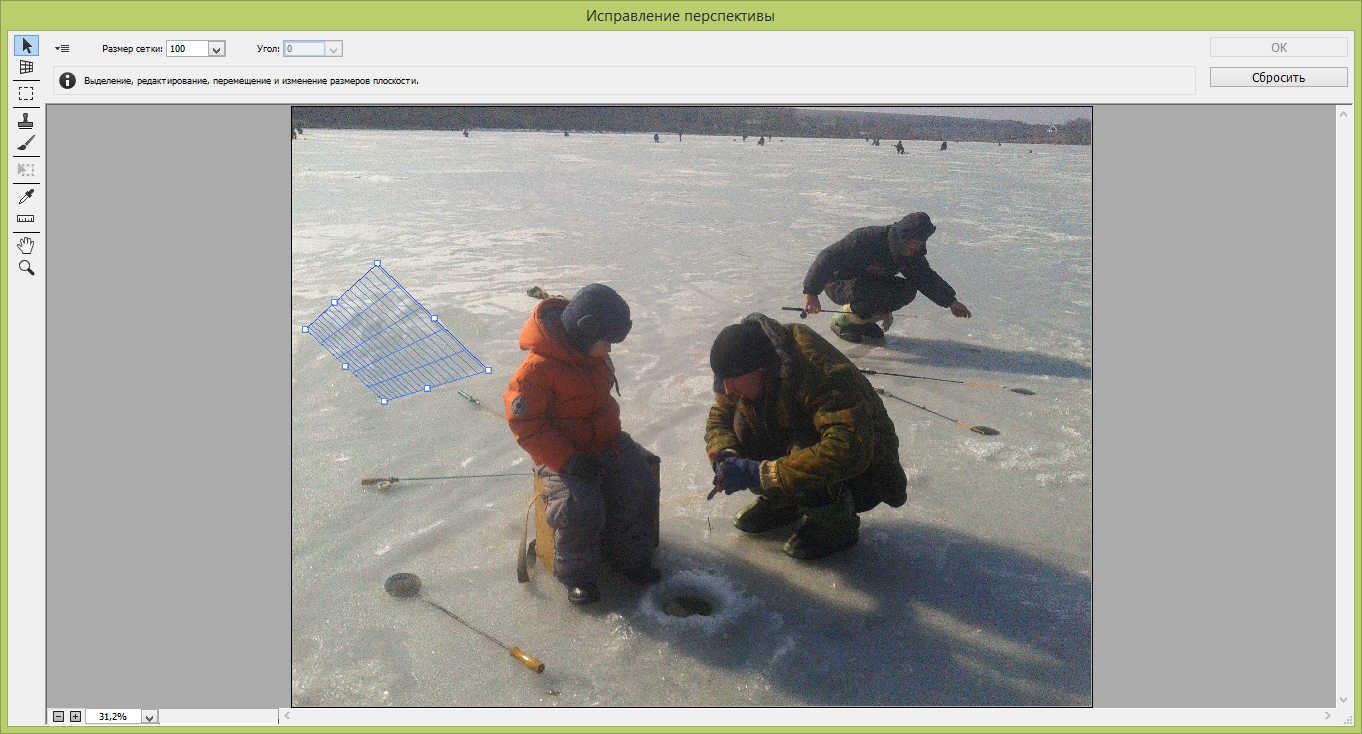 Исправление перспективы
Размер сетки: 100 Угол: 0
OK
Выделение, редактирование, перемещение и изменение размеров плоскости.
Сбросить
31,2%